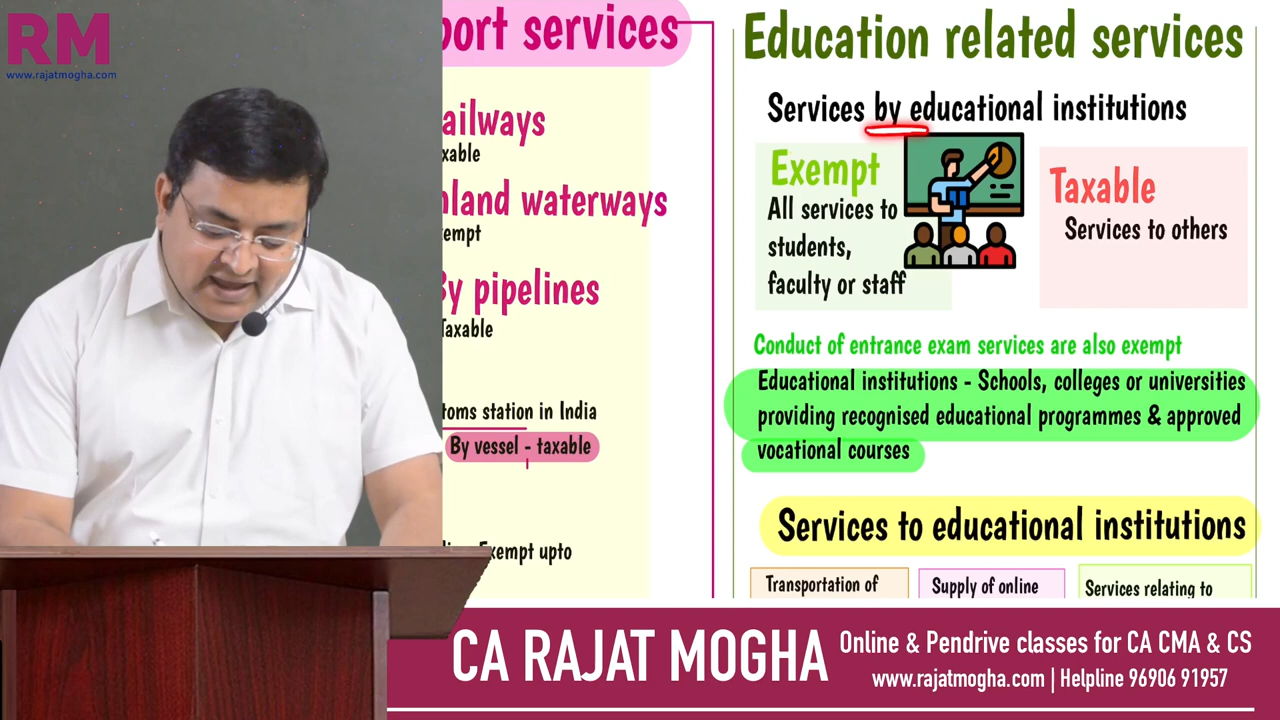 RM
www.rajatmogha.com
port services
ailways
xable
nland waterways
empt
By pipelines
Taxable
toms station in India
By vessel - taxable
Exempt upto
Education related services
Services by educational institutions
Exempt
All services to
students,
faculty or staff
Taxable
Services to others
Conduct of entrance exam services are also exempt
Educational institutions - Schools, colleges or universities
providing recognised educational programmes & approved
vocational courses
Services to educational institutions
Transportation of
Supply of online
Services relating to
CA RAJAT MOGHA
Online & Pendrive classes for CA CMA & CS
www.rajatmogha.com | Helpline 96906 91957